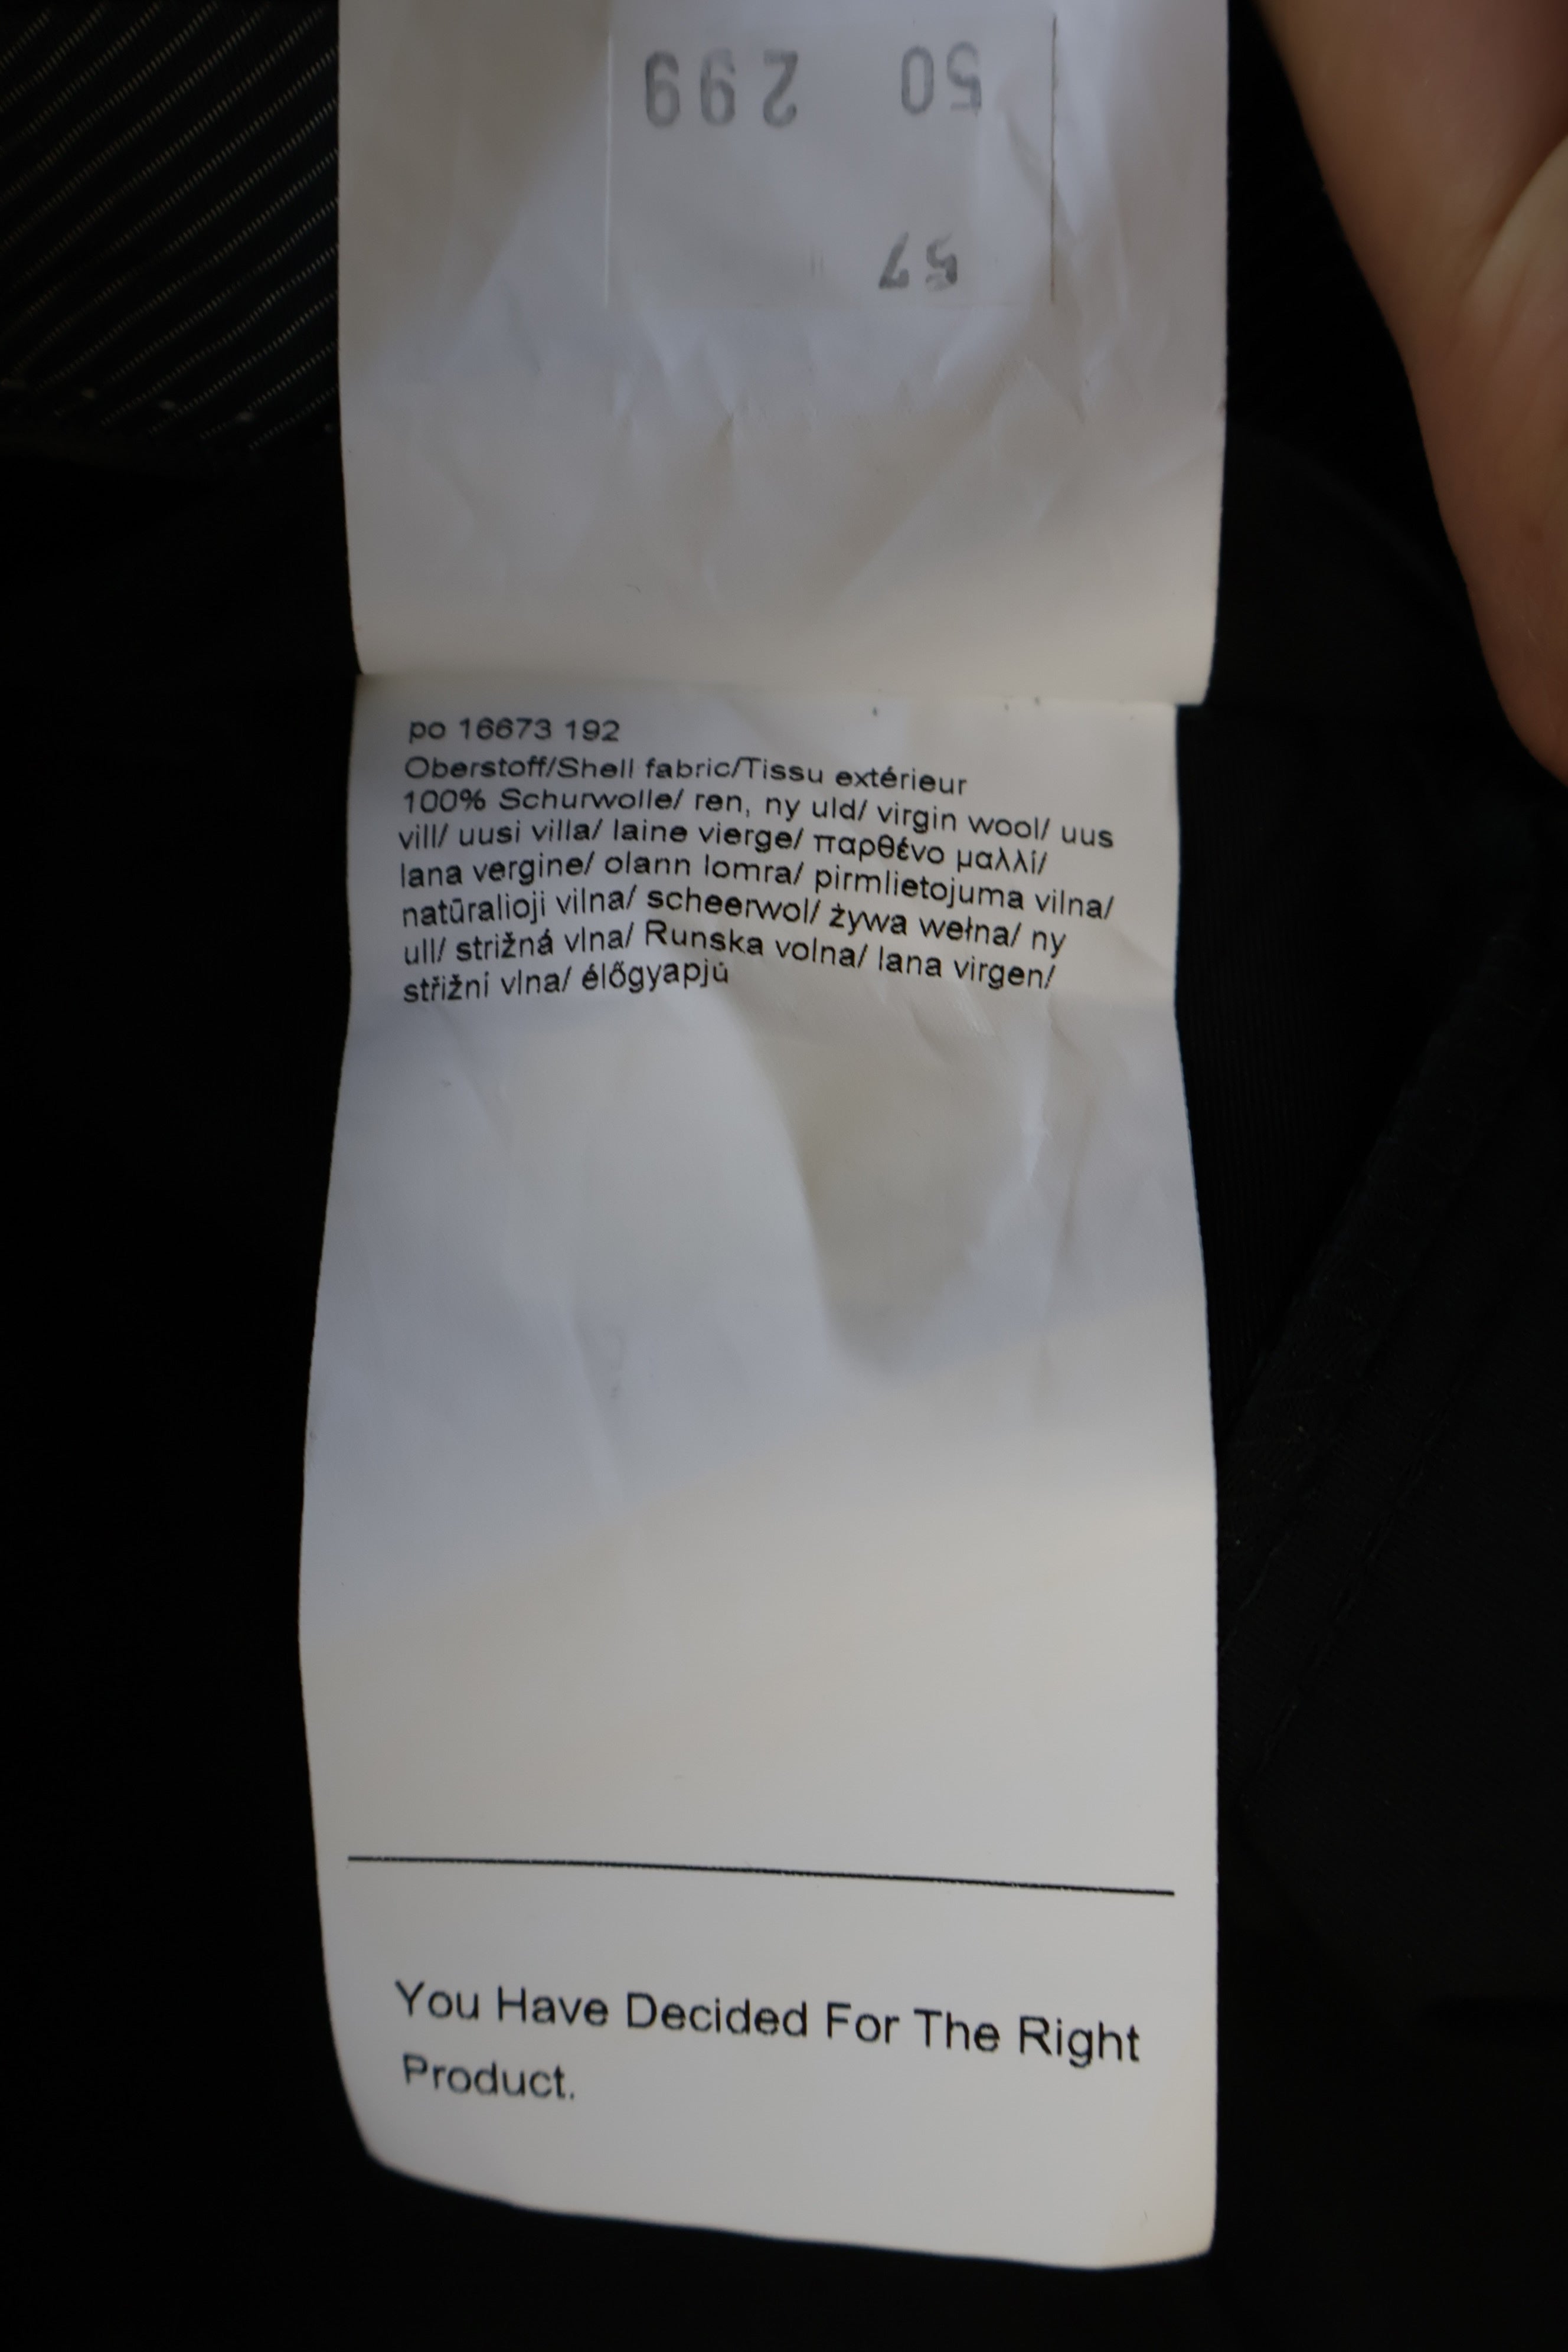 50 299
57
po 16673 192
Oberstoff/Shell fabric/Tissu extérieur
100% Schurwolle/ ren, ny uld/ virgin wool/ uus
vill/ uusi villa/ laine vierge/ παρθένο μαλλί/
lana vergine/ olann lomra/ pirmlietojuma vilna/
natūralioji vilna/ scheerwol/ żywa wełna/ ny
ull/ strižná vlna/ Runska volna/ lana virgen/
střižní vlna/ élőgyapjú
You Have Decided For The Right
Product.